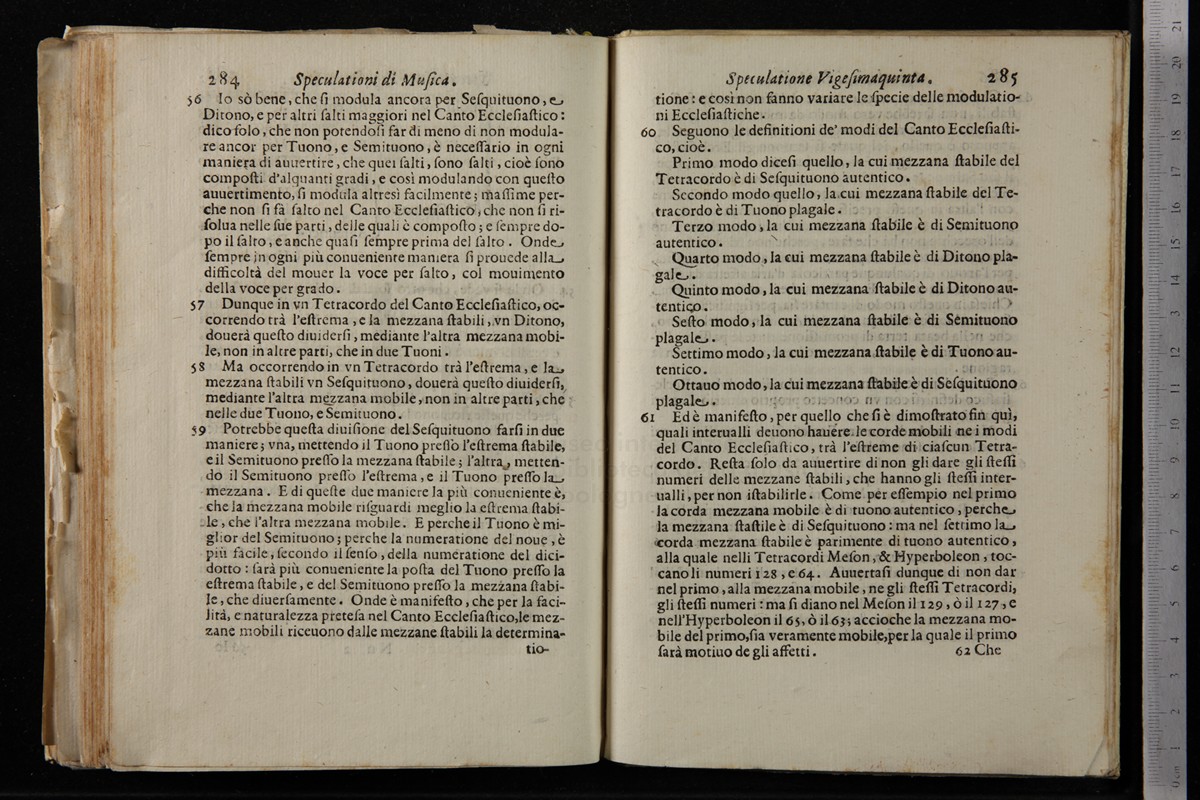 284 Speculationi di Muſica.
56 Io sò bene, che ſi modula ancora per Seſquituono, e
Ditono, e per altri ſalti maggiori nel Canto Eccleſiaſtico:
dico ſolo, che non potendoſi far di meno di non modula-
re ancor per Tuono, e Semituono, è neceſſario in ogni
maniera di auuertire, che quei ſalti, ſono ſalti, cioè ſono
compoſti d'alquanti gradi, e così modulando con queſto
auuertimento, ſi modula altresì facilmente; maſſime per-
che non ſi fà ſalto nel Canto Eccleſiaſtico, che non ſi ri-
ſolua nelle ſue parti, delle quali è compoſto; e ſempre do-
po il ſalto, e anche quaſi ſempre prima del ſalto. Onde
ſempre in ogni più conueniente maniera ſi prouede alla
difficoltà del mouer la voce per ſalto, col mouimento
della voce per grado.
57 Dunque in vn Tetracordo del Canto Eccleſiaſtico, oc-
correndo trà l'eſtrema, e la mezzana ſtabili, vn Ditono,
douerà queſto diuiderſi, mediante l'altra mezzana mobi-
le, non in altre parti, che in due Tuoni.
58 Ma occorrendo in vn Tetracordo trà l'eſtrema, e la
mezzana ſtabili vn Seſquituono, douerà queſto diuiderſi,
mediante l'altra mezzana mobile, non in altre parti, che
nelle due Tuono, e Semituono.
59 Potrebbe queſta diuiſione del Seſquituono farſi in due
maniere; vna, mettendo il Tuono preſſo l'eſtrema ſtabile,
e il Semituono preſſo la mezzana ſtabile; l'altra, metten-
do il Semituono preſſo l'eſtrema, e il Tuono preſſo la
mezzana. E di queſte due maniere la più conueniente è,
che la mezzana mobile riſguardi meglio la eſtrema ſtabi-
le, che l'altra mezzana mobile. E perche il Tuono è mi-
glior del Semituono; perche la numeratione del noue, è
più facile, ſecondo il ſenſo, della numeratione del dici-
dotto: ſarà più conueniente la poſta del Tuono preſſo la
eſtrema ſtabile, e del Semituono preſſo la mezzana ſtabi-
le, che diuerſamente. Onde è manifeſto, che per la faci-
lità, e naturalezza preteſa nel Canto Eccleſiaſtico, le mez-
zane mobili riceuono dalle mezzane ſtabili la determina-
tio-
Speculatione Vigeſimaquinta. 285
tione: e così non fanno variare le ſpecie delle modulatio-
ni Eccleſiaſtiche.
60 Seguono le definitioni de' modi del Canto Eccleſiaſti-
co, cioè.
Primo modo diceſi quello, la cui mezzana ſtabile del
Tetracordo è di Seſquituono autentico.
Secondo modo quello, la cui mezzana ſtabile del Te-
tracordo è di Tuono plagale.
Terzo modo, la cui mezzana ſtabile è di Semituono
autentico.
Quarto modo, la cui mezzana ſtabile è di Ditono pla-
gale.
Quinto modo, la cui mezzana ſtabile è di Ditono au-
tentico.
Seſto modo, la cui mezzana ſtabile è di Semituono
plagale.
Settimo modo, la cui mezzana ſtabile è di Tuono au-
tentico.
Ottauo modo, la cui mezzana ſtabile è di Seſquituono
plagale.
61 Ed è manifeſto, per quello che ſi è dimoſtrato fin quì,
quali interualli deuono hauere le corde mobili ne i modi
del Canto Eccleſiaſtico, trà l'eſtreme di ciaſcun Tetra-
cordo. Reſta ſolo da auuertire di non gli dare gli ſteſſi
numeri delle mezzane ſtabili, che hanno gli ſteſſi inter-
ualli, per non iſtabilirle. Come per eſſempio nel primo
la corda mezzana mobile è di tuono autentico, perche
la mezzana ſtaſtile è di Seſquituono: ma nel ſettimo la
corda mezzana ſtabile è parimente di tuono autentico,
alla quale nelli Tetracordi Meſon, & Hyperboleon, toc-
cano li numeri 128, e 64. Auuertaſi dunque di non dar
nel primo, alla mezzana mobile, ne gli ſteſſi Tetracordi,
gli ſteſſi numeri: ma ſi diano nel Meſon il 129, ò il 127, e
nell'Hyperboleon il 65, ò il 63; accioche la mezzana mo-
bile del primo, ſia veramente mobile, per la quale il primo
ſarà motiuo de gli affetti. 62 Che